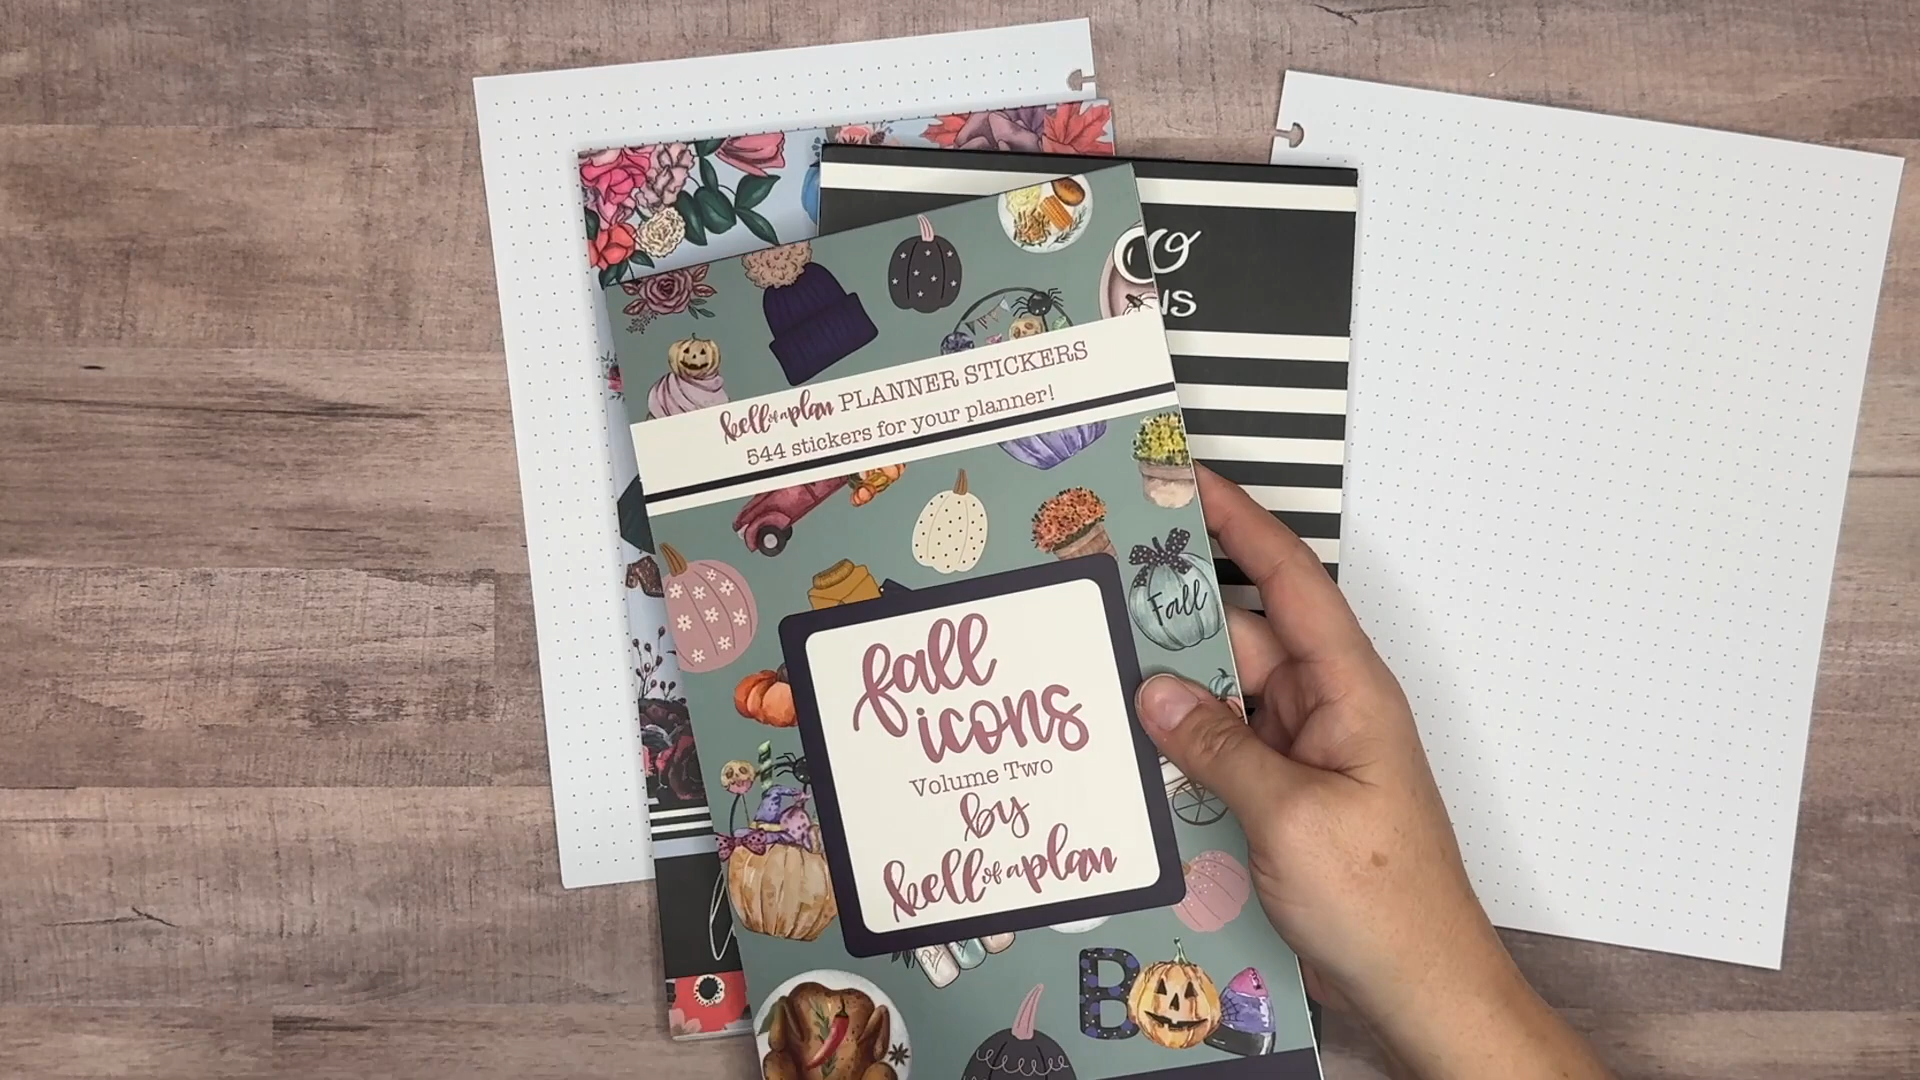 kell of a plan PLANNER STICKERS
544 stickers for your planner!
Fall
fall
icons
Volume Two
by
kell of a plan
BOO